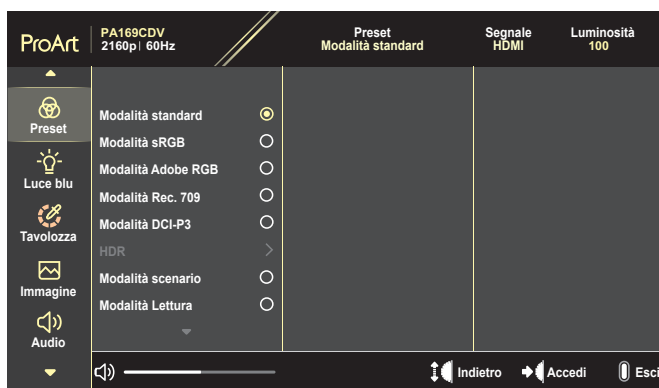 ProArt
PA169CDV
2160p| 60Hz
Preset
Modalità standard
Segnale
HDMI
Luminosità
100
Preset
Luce blu
Tavolozza
Immagine
Audio
Modalità standard
Modalità sRGB
Modalità Adobe RGB
Modalità Rec. 709
Modalità DCI-P3
HDR
Modalità scenario
Modalità Lettura
Indietro
Accedi
Esci